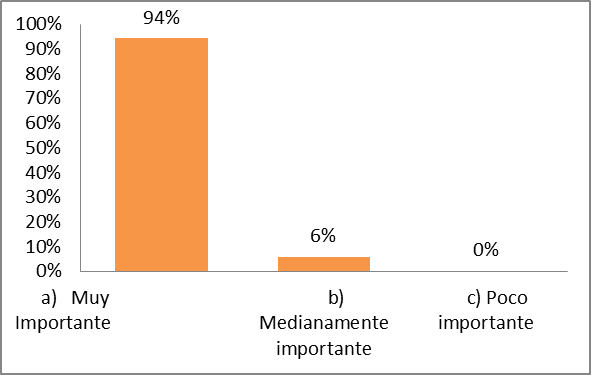 100%
90%
80%
70%
60%
50%
40%
30%
20%
10%
0%
94%
6%
0%
a) Muy
Importante
b)
Medianamente
importante
c) Poco
importante